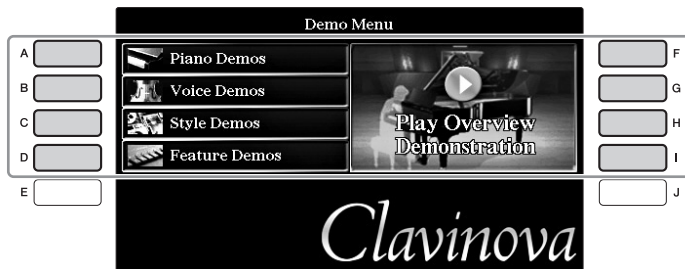 Demo Menu
A
Piano Demos
F
B
Voice Demos
G
C
Style Demos
Play Overview
H
D
Feature Demos
Demonstration
I
E
J
Clavinova